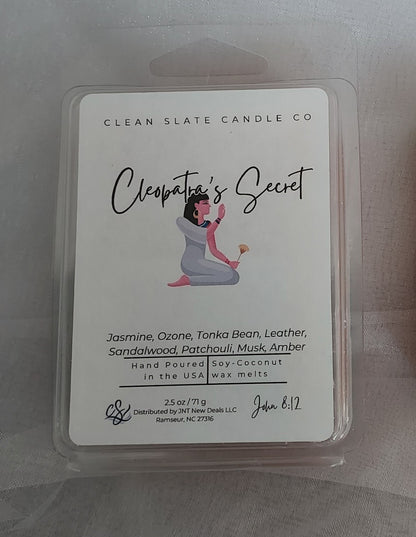 CLEAN SLATE CANDLE CO
Cleopatra's Secret
Jasmine, Ozone, Tonka Bean, Leather,
Sandalwood, Patchouli, Musk, Amber
Hand Poured
in the USA
Soy-Coconut
wax melts
2.5 oz / 71 g
Distributed by JNT New Deals LLC
Ramseur, NC 27316
John 8:12